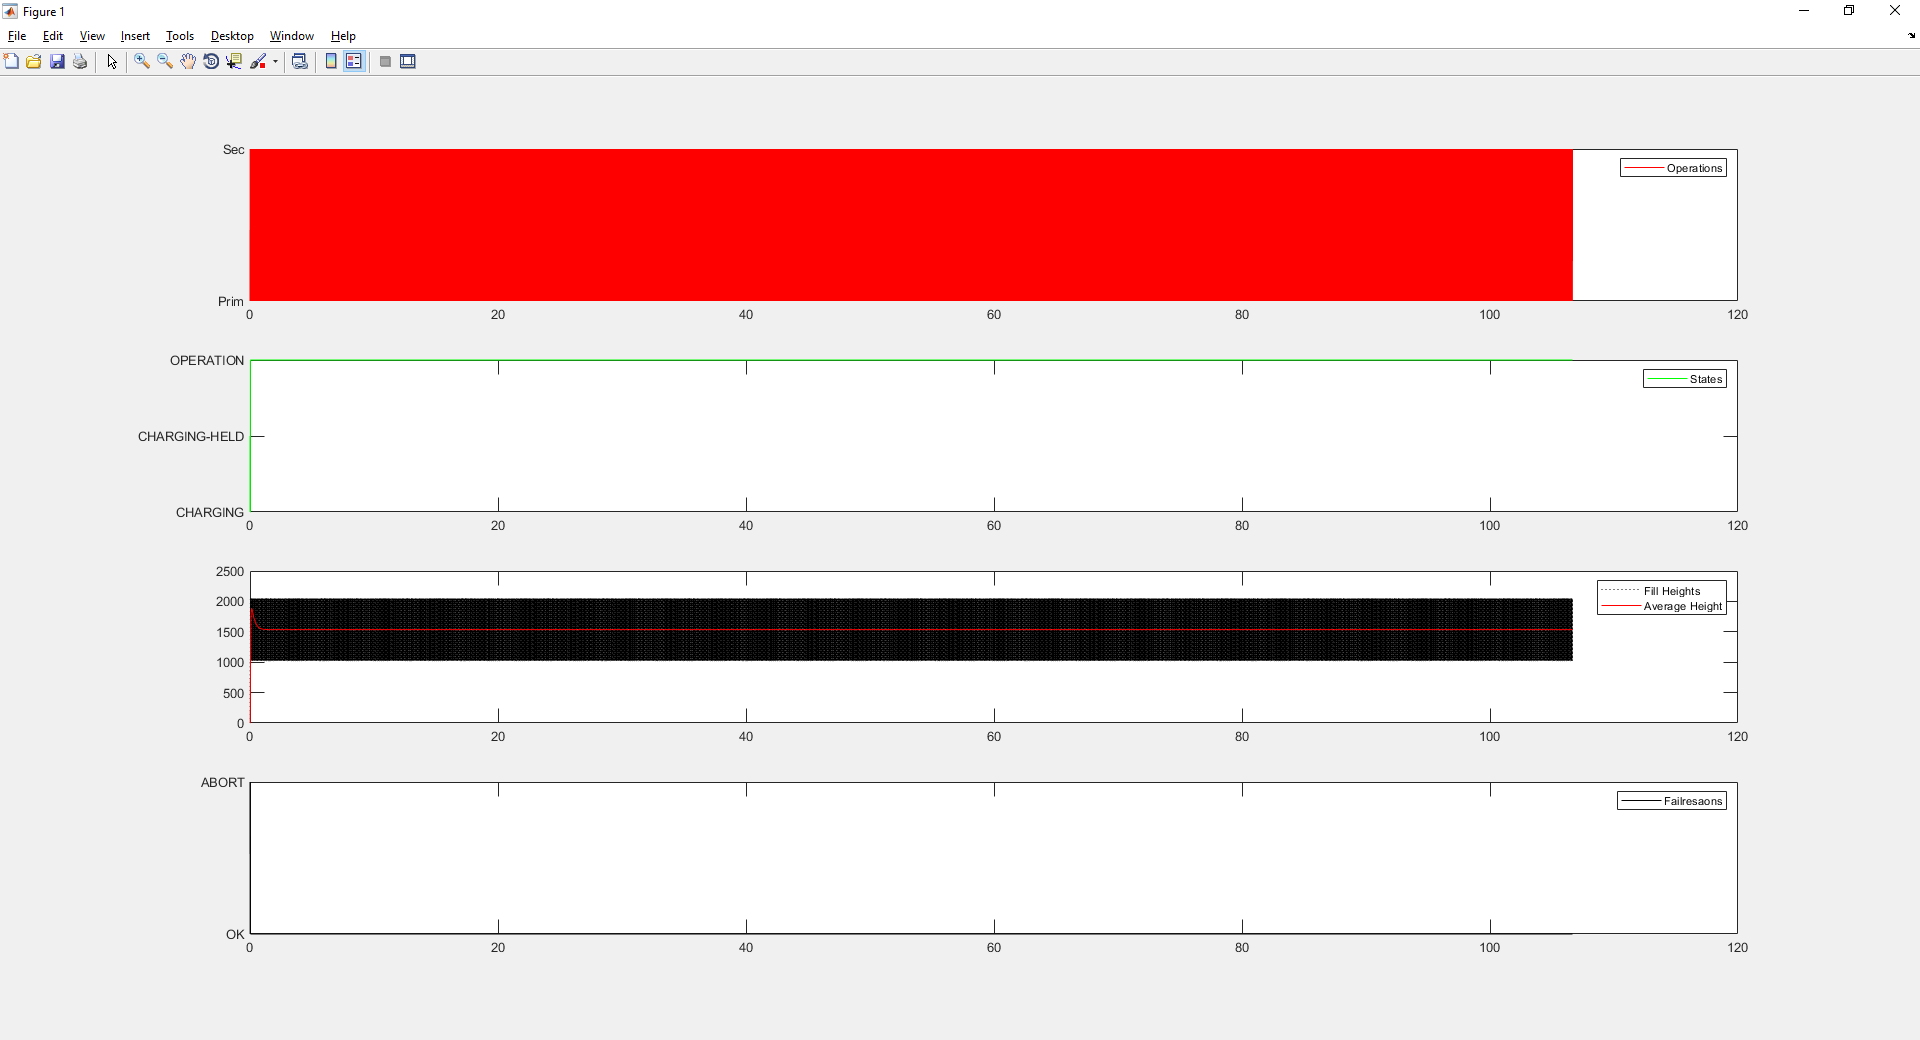 Figure 1
File Edit View Insert Tools Desktop Window Help
Sec
Operations
Prim
0 20 40 60 80 100 120
OPERATION
States
CHARGING-HELD
CHARGING
0 20 40 60 80 100 120
2500
Fill Heights
2000
Average Height
1500
1000
500
0
0 20 40 60 80 100 120
ABORT
Failresaons
OK
0 20 40 60 80 100 120